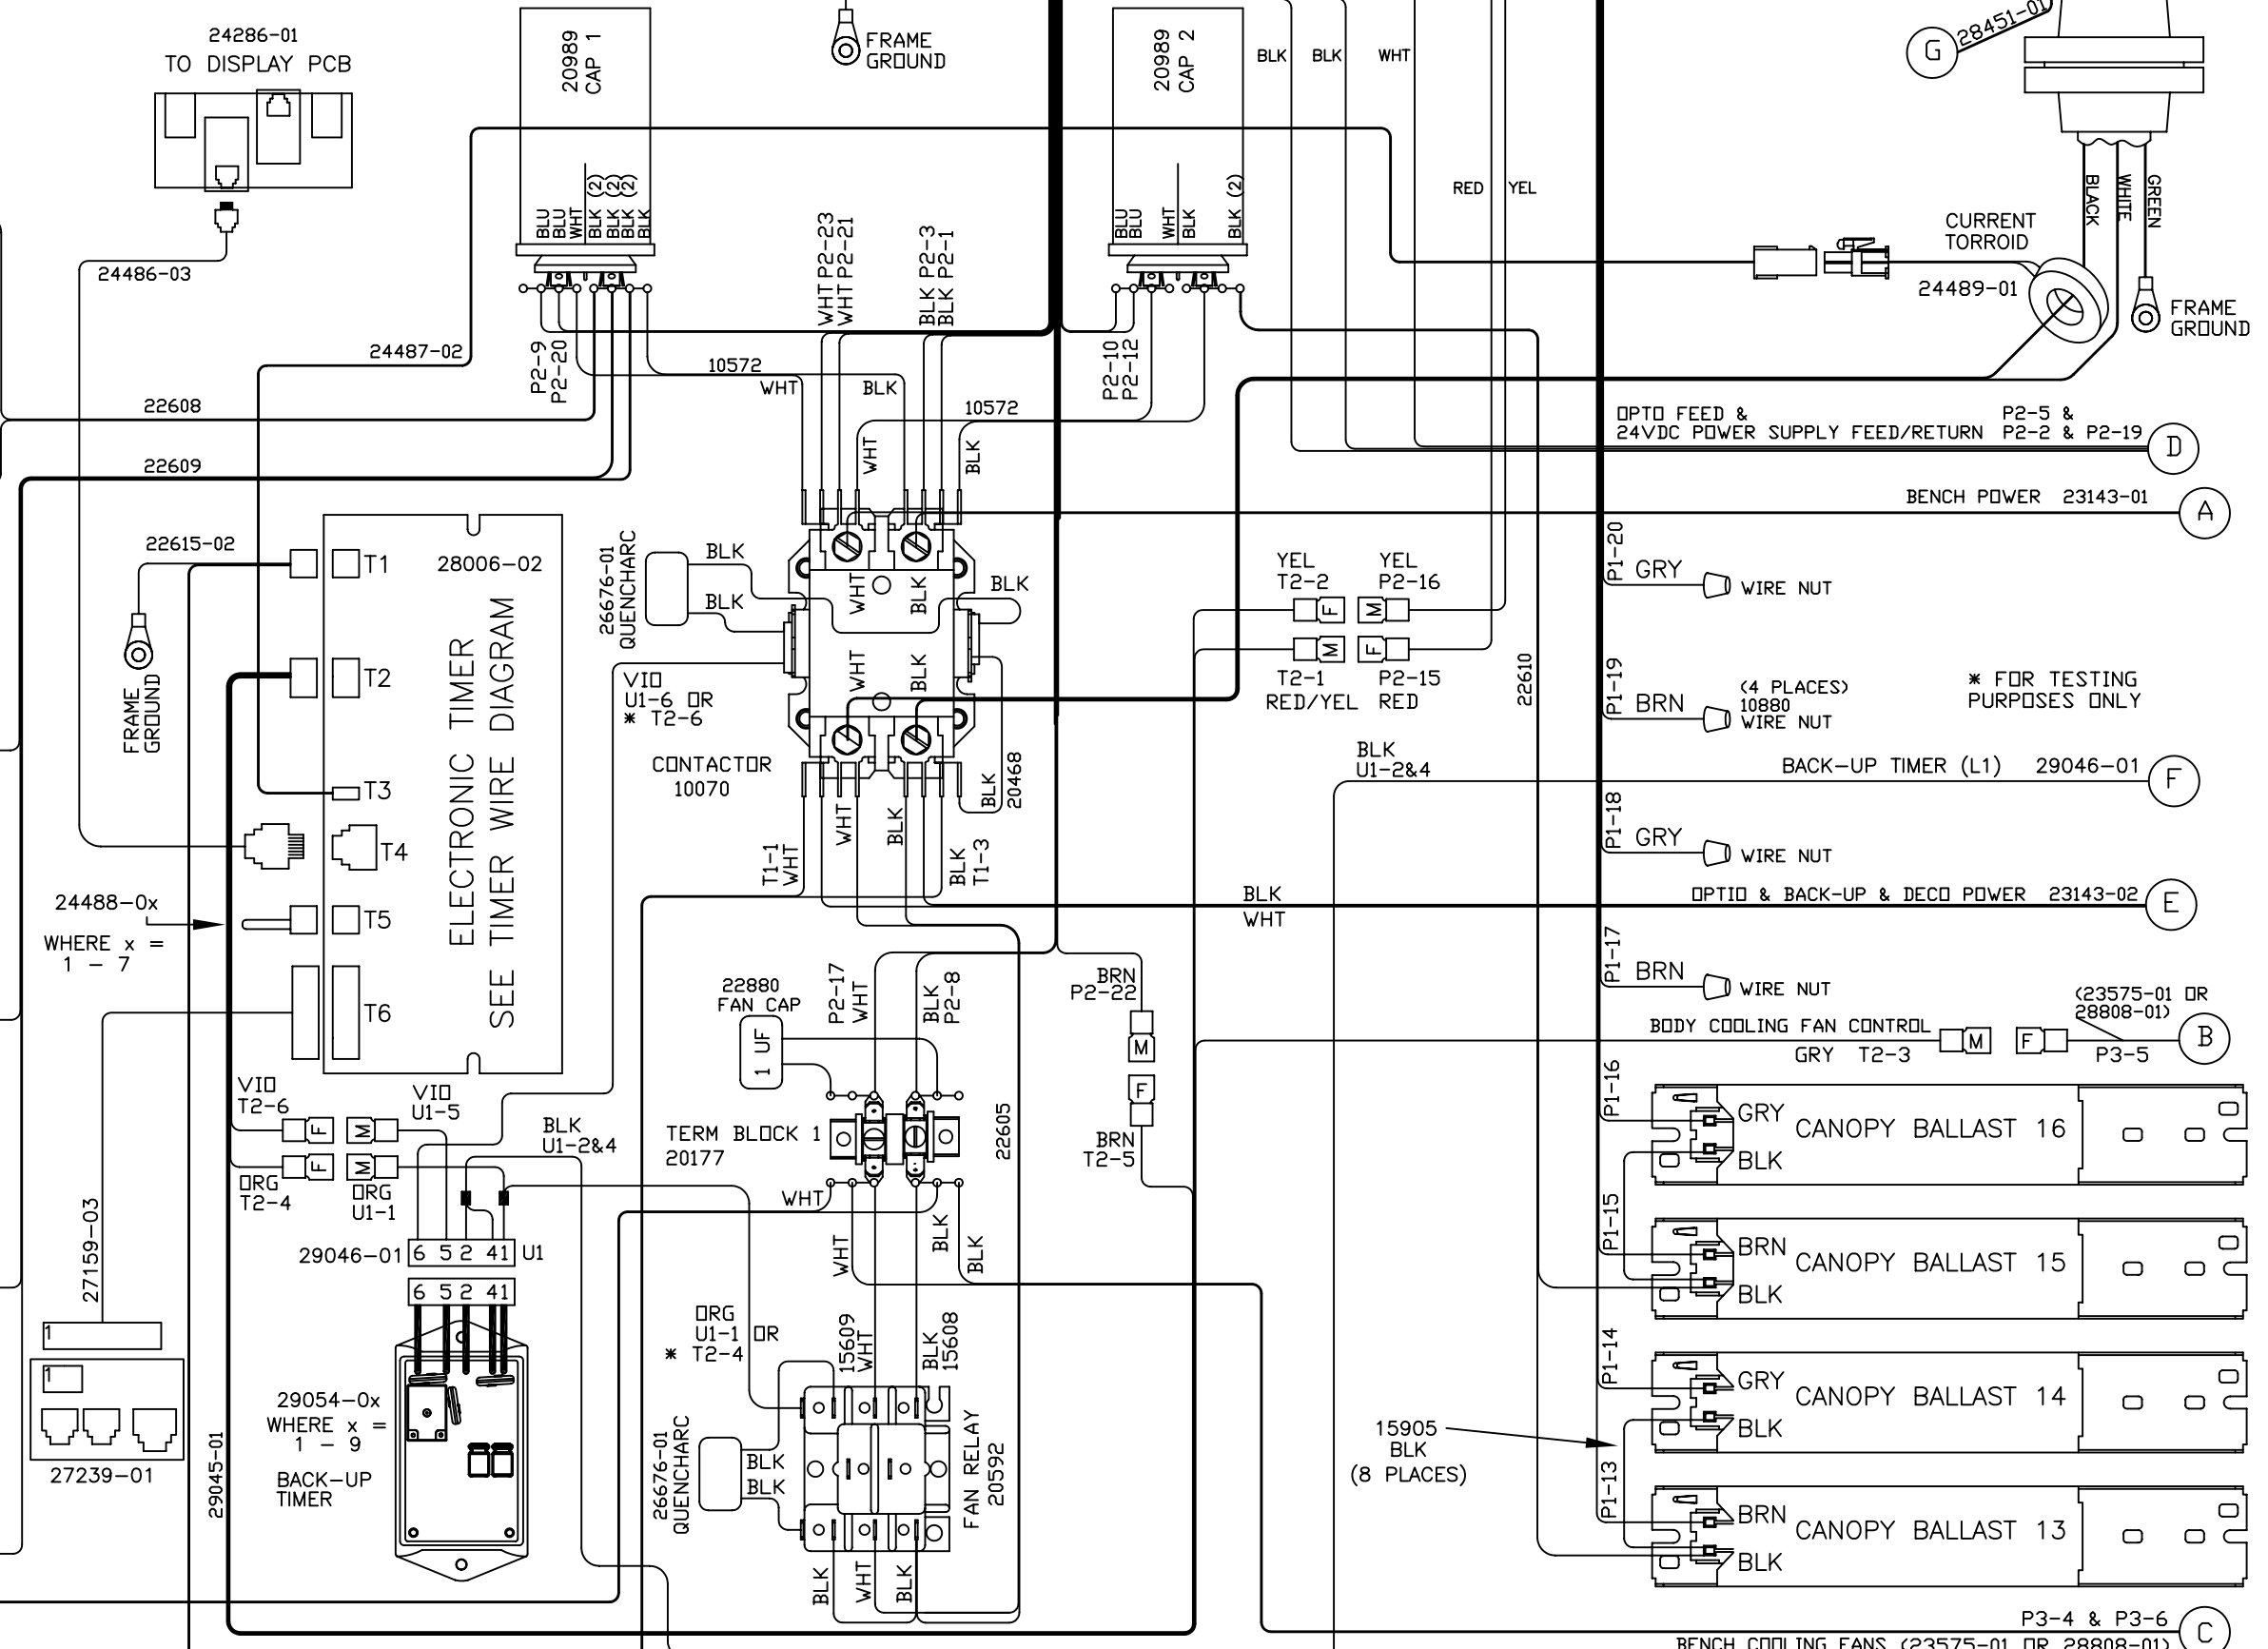 24286-01
TO DISPLAY PCB
24486-03
20989
CAP 1
BLU
BLU
WHT
BLK (2)
BLK (2)
BLK (2)
BLK
FRAME
GROUND
20989
CAP 2
BLU
BLU
WHT
BLK
BLK (2)
BLK
BLK
WHT
RED
YEL
G
28451-01
BLACK
WHITE
GREEN
CURRENT
TORROID
24489-01
FRAME
GROUND
24487-02
P2-9
P2-20
10572
WHT
BLK
WHT P2-23
WHT P2-21
BLK P2-3
BLK P2-1
P2-10
P2-12
10572
WHT
BLK
22608
22609
OPTO FEED & P2-5 &
24VDC POWER SUPPLY FEED/RETURN P2-2 & P2-19
D
BENCH POWER 23143-01
A
22615-02
FRAME
GROUND
T1
T2
T3
T4
T5
T6
28006-02
ELECTRONIC TIMER
SEE TIMER WIRE DIAGRAM
26676-01
QUENCHARC
BLK
BLK
WHT
BLK
BLK
WHT
BLK
VIO
U1-6 OR
* T2-6
CONTACTOR
10070
BLK
20468
YEL
T2-2
YEL
P2-16
F
M
M
F
T2-1
RED/YEL
P2-15
RED
22610
P1-20
GRY
WIRE NUT
P1-19
BRN
(4 PLACES)
10880
WIRE NUT
* FOR TESTING
PURPOSES ONLY
BLK
U1-2&4
BACK-UP TIMER (L1) 29046-01
F
P1-18
GRY
WIRE NUT
T1-1
WHT
WHT
BLK
BLK
T1-3
BLK
WHT
OPTIO & BACK-UP & DECO POWER 23143-02
E
24488-0x
WHERE x =
1 - 7
P1-17
BRN
WIRE NUT
22880
FAN CAP
1 UF
P2-17
WHT
BLK
P2-8
BRN
P2-22
M
F
BRN
T2-5
(23575-01 OR
28808-01)
BODY COOLING FAN CONTROL
GRY T2-3
M
F
P3-5
B
VIO
T2-6
F
M
VIO
U1-5
BLK
U1-2&4
ORG
T2-4
F
M
ORG
U1-1
TERM BLOCK 1
20177
22605
WHT
WHT
BLK
BLK
P1-16
GRY
BLK
CANOPY BALLAST 16
P1-15
BRN
BLK
CANOPY BALLAST 15
P1-14
GRY
BLK
CANOPY BALLAST 14
P1-13
BRN
BLK
CANOPY BALLAST 13
29046-01
6 5 2 4 1
U1
6 5 2 4 1
27159-03
1
1
27239-01
29045-01
29054-0x
WHERE x =
1 - 9
BACK-UP
TIMER
ORG
U1-1 OR
* T2-4
15609
WHT
BLK
15608
26676-01
QUENCHARC
BLK
BLK
FAN RELAY
20592
BLK
WHT
BLK
15905
BLK
(8 PLACES)
P3-4 & P3-6
BENCH COOLING FANS (23575-01 OR 28808-01)
C